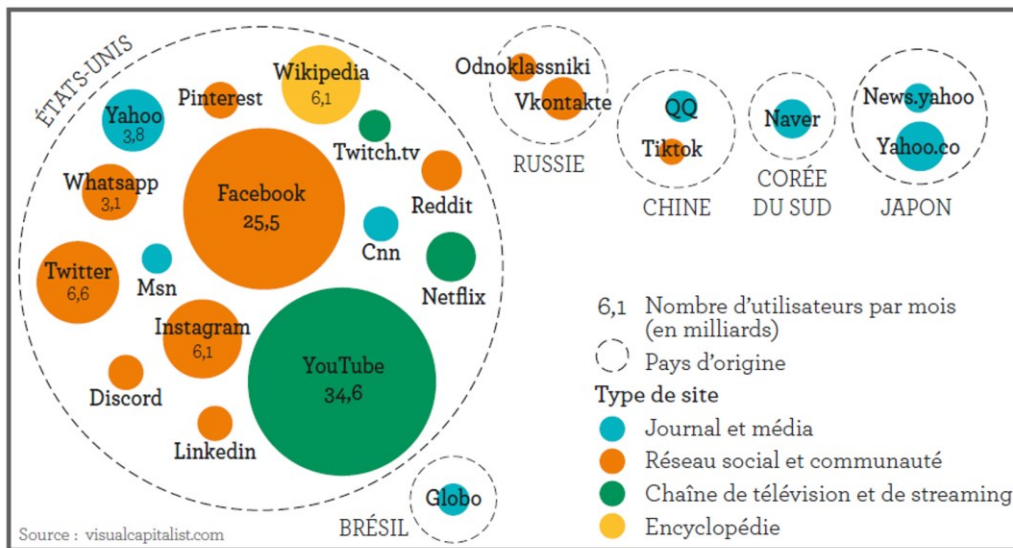 ÉTATS-UNIS
Yahoo
3,8
Pinterest
Wikipedia
6,1
Twitch.tv
Whatsapp
3,1
Facebook
25,5
Reddit
Cnn
Twitter
6,6
Msn
Netflix
Instagram
6,1
YouTube
34,6
Discord
Linkedin
Odnoklassniki
Vkontakte
RUSSIE
QQ
Tiktok
CHINE
Naver
CORÉE
DU SUD
News.yahoo
Yahoo.co
JAPON
Globo
BRÉSIL
6,1 Nombre d'utilisateurs par mois
(en milliards)
Pays d'origine
Type de site
Journal et média
Réseau social et communauté
Chaîne de télévision et de streaming
Encyclopédie
Source : visualcapitalist.com